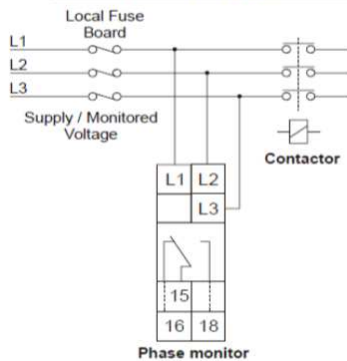 Local Fuse
Board
L1
L2
L3
Supply / Monitored
Voltage
Contactor
L1 L2
L3
15
16 18
Phase monitor